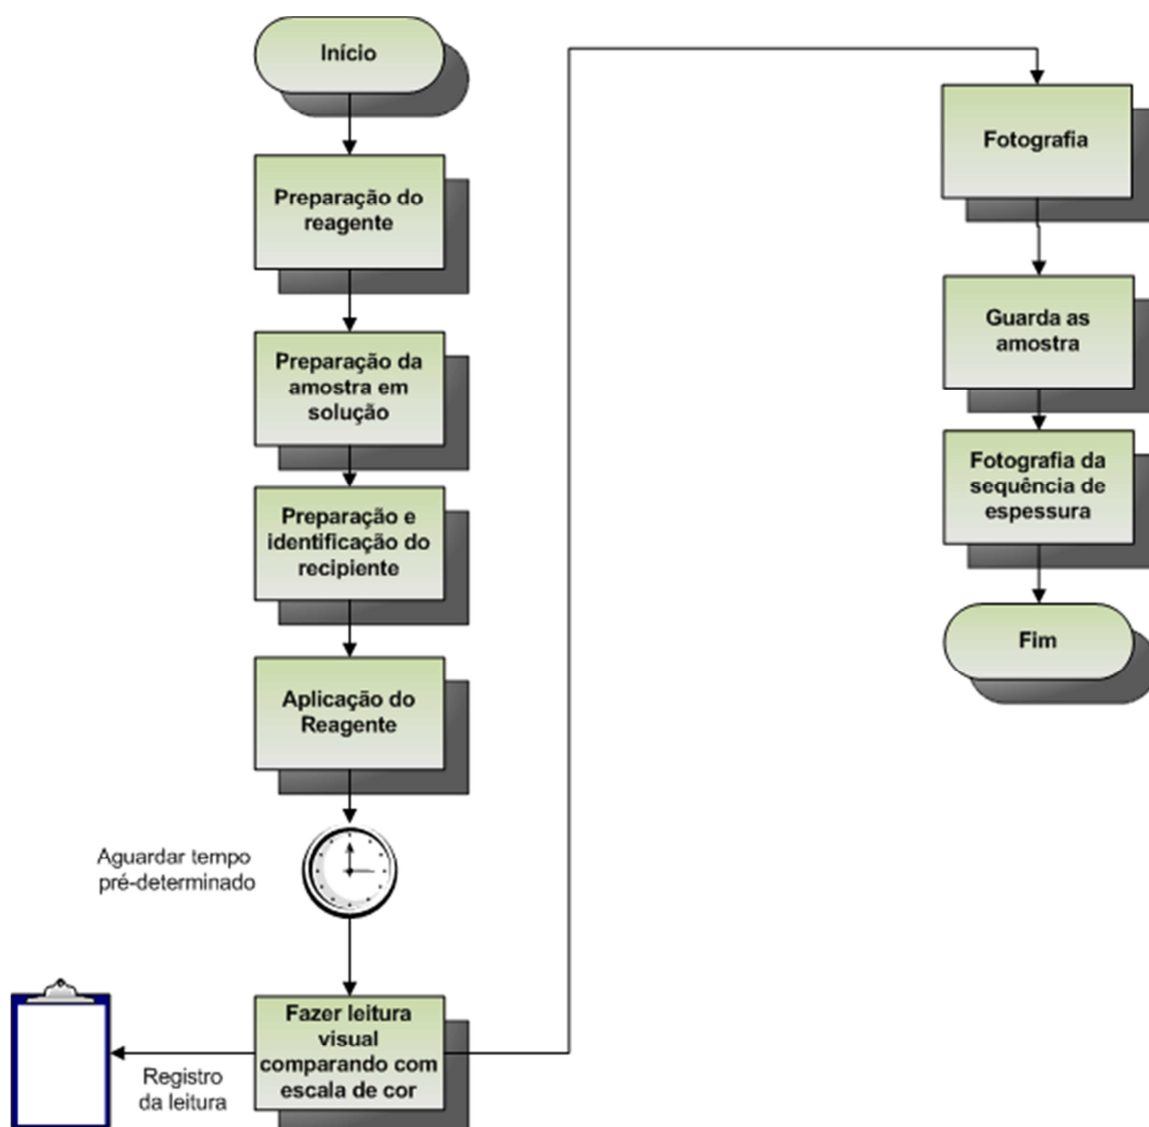 Início
Preparação do
reagente
Preparação da
amostra em
solução
Preparação e
identificação do
recipiente
Aplicação do
Reagente
Aguardar tempo
pré-determinado
Fazer leitura
visual
comparando com
escala de cor
Registro
da leitura
Fotografia
Guarda as
amostra
Fotografia da
sequência de
espessura
Fim